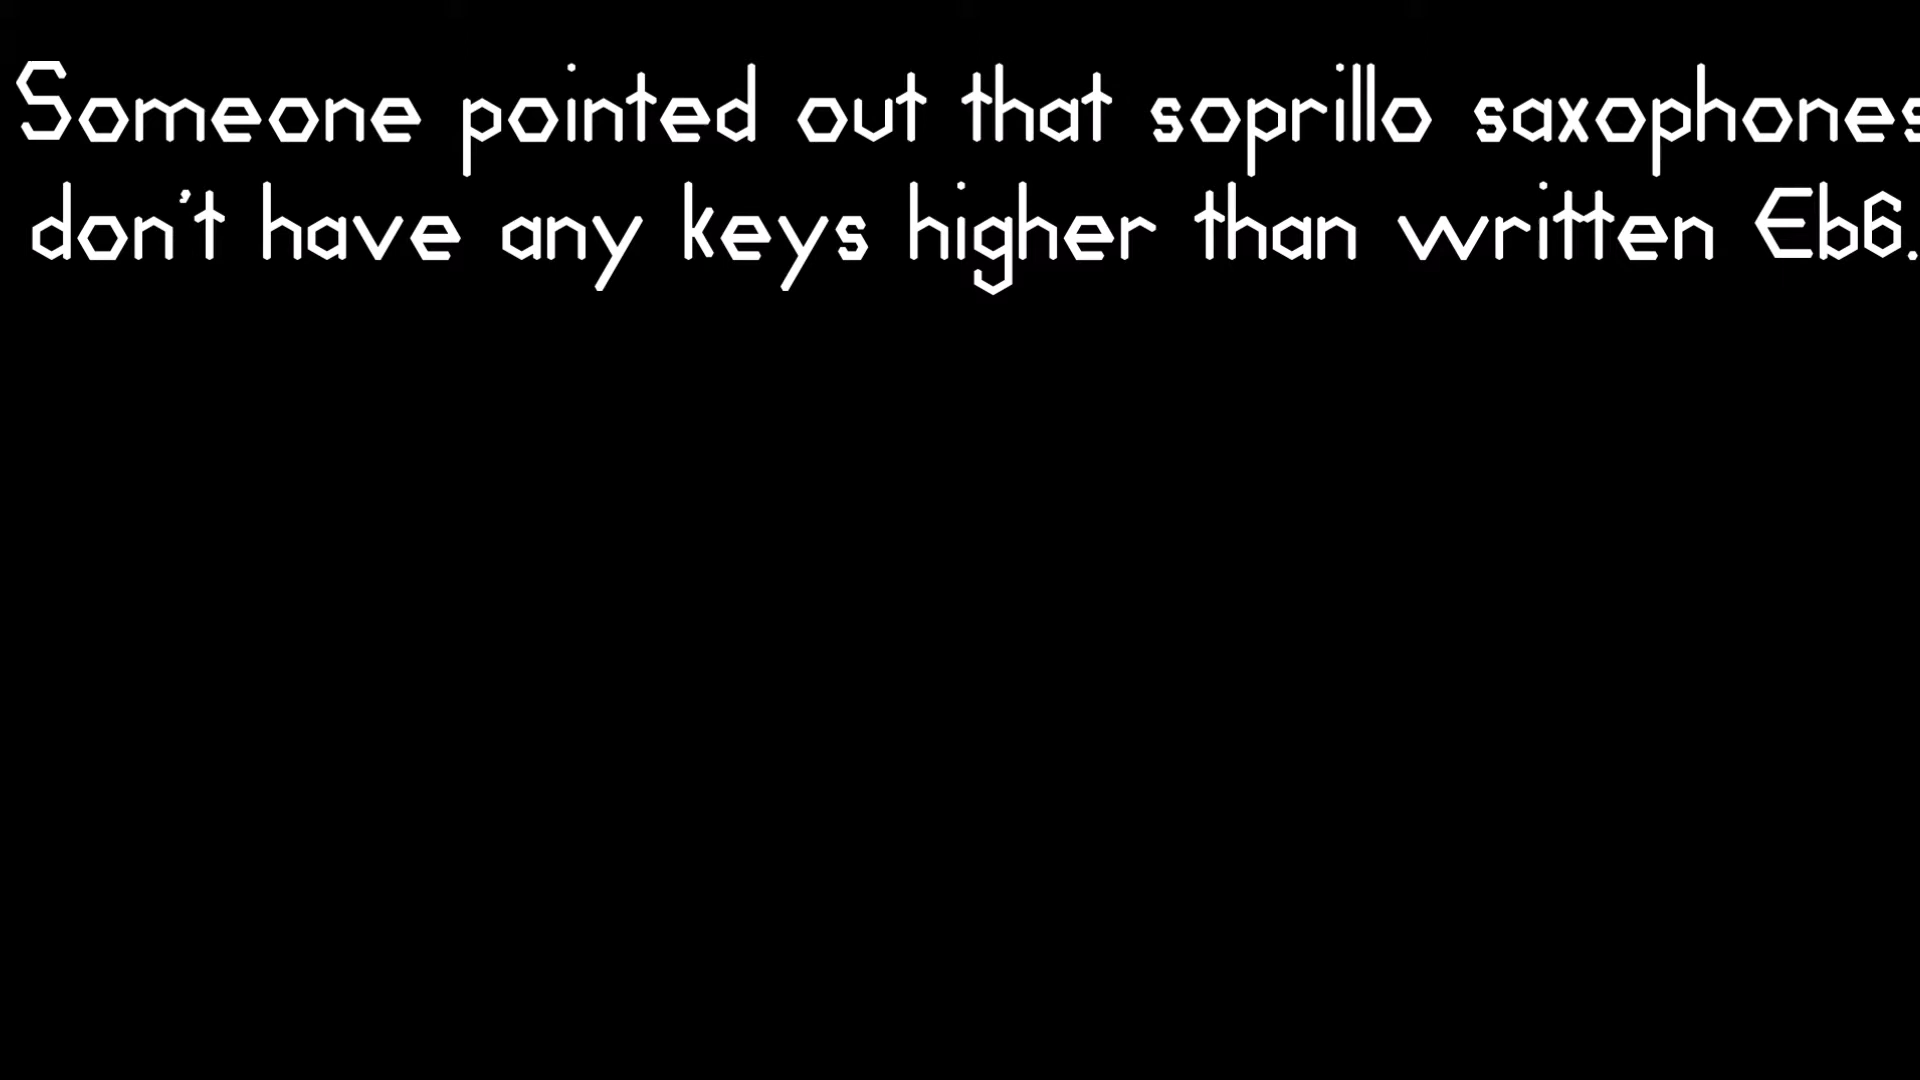 Someone pointed out that soprillo saxophones
don't have any keys higher than written Eb6.